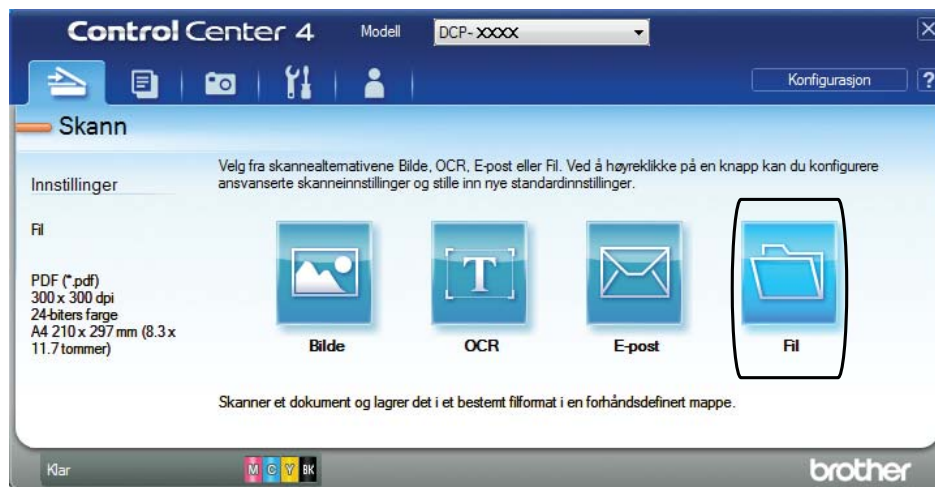 Control Center 4
Modell
DCP- XXXX
X
Konfigurasjon
?
Skann
Innstillinger
Fil
PDF (*.pdf)
300 x 300 dpi
24-biters farge
A4 210 x 297 mm (8.3 x
11.7 tommer)
Velg fra skannealternativene Bilde, OCR, E-post eller Fil. Ved å høyreklikke på en knapp kan du konfigurere
ansvanserte skanneinnstillinger og stille inn nye standardinnstillinger.
T
Bilde
OCR
E-post
Fil
Skanner et dokument og lagrer det i et bestemt filformat i en forhåndsdefinert mappe.
Klar
M C Y BK
brother